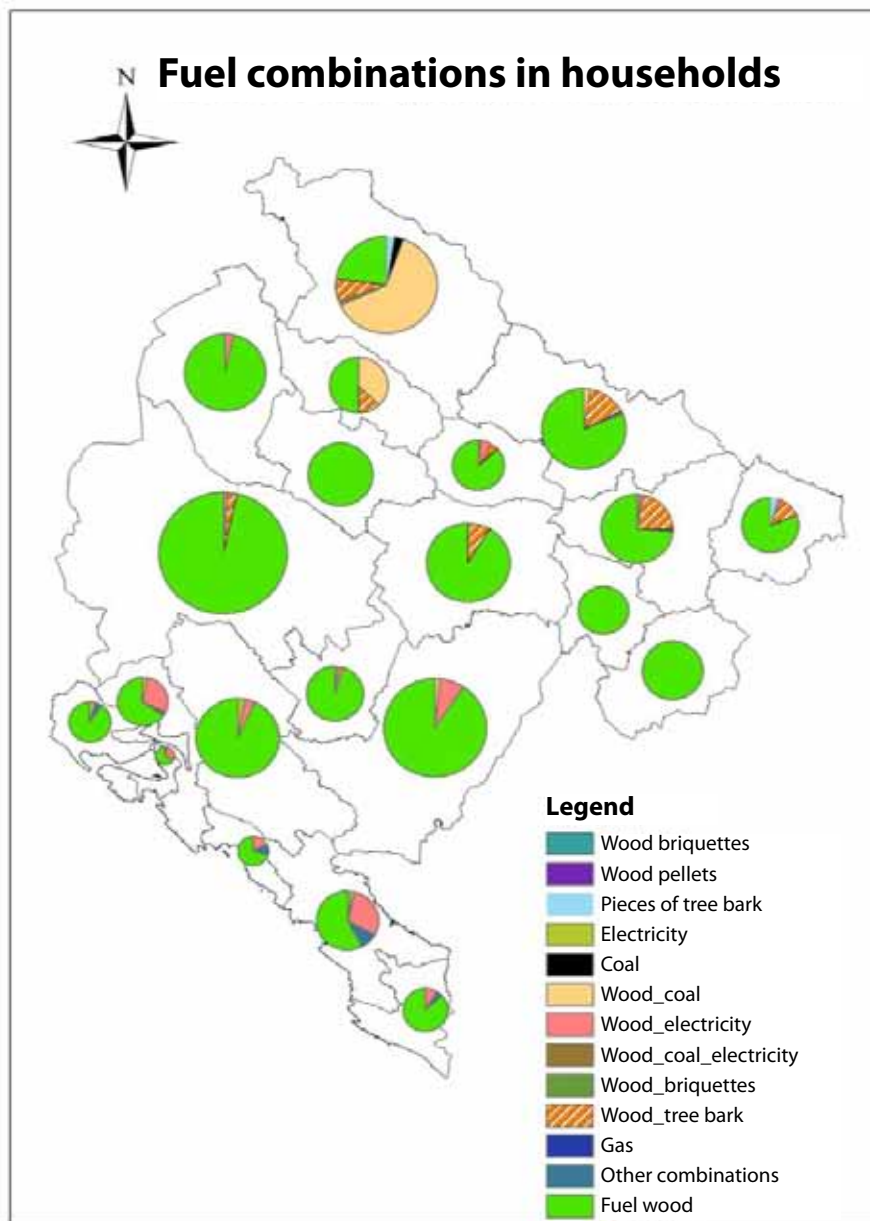 N
Fuel combinations in households
Legend
Wood briquettes
Wood pellets
Pieces of tree bark
Electricity
Coal
Wood_coal
Wood_electricity
Wood_coal_electricity
Wood_briquettes
Wood_tree bark
Gas
Other combinations
Fuel wood